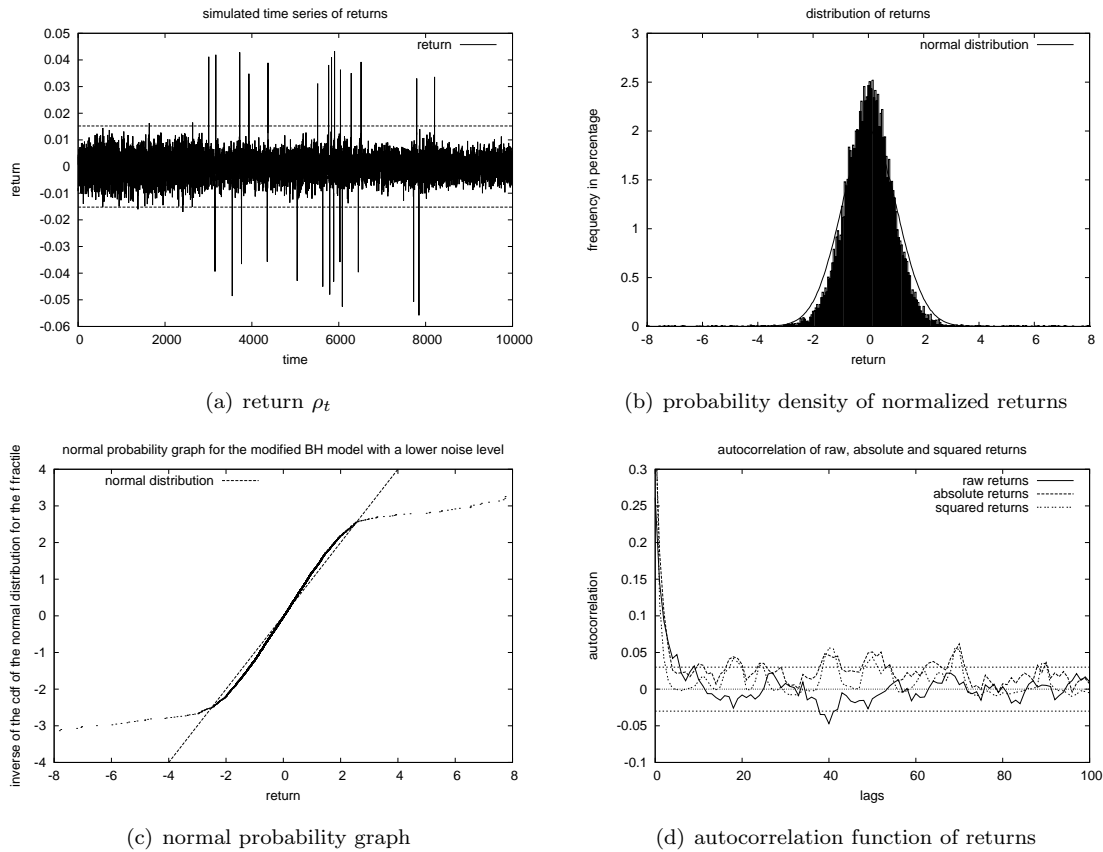 simulated time series of returns
0.05
0.04
0.03
0.02
0.01
0
-0.01
-0.02
-0.03
-0.04
-0.05
-0.06
return
return
0 2000 4000 6000 8000 10000
time
(a) return ρt
distribution of returns
3
2.5
2
1.5
1
0.5
0
frequency in percentage
normal distribution
-8 -6 -4 -2 0 2 4 6 8
return
(b) probability density of normalized returns
normal probability graph for the modified BH model with a lower noise level
4
3
2
1
0
-1
-2
-3
-4
inverse of the cdf of the normal distribution for the f fractile
normal distribution
-8 -6 -4 -2 0 2 4 6 8
return
(c) normal probability graph
autocorrelation of raw, absolute and squared returns
0.3
0.25
0.2
0.15
0.1
0.05
0
-0.05
-0.1
autocorrelation
raw returns
absolute returns
squared returns
0 20 40 60 80 100
lags
(d) autocorrelation function of returns